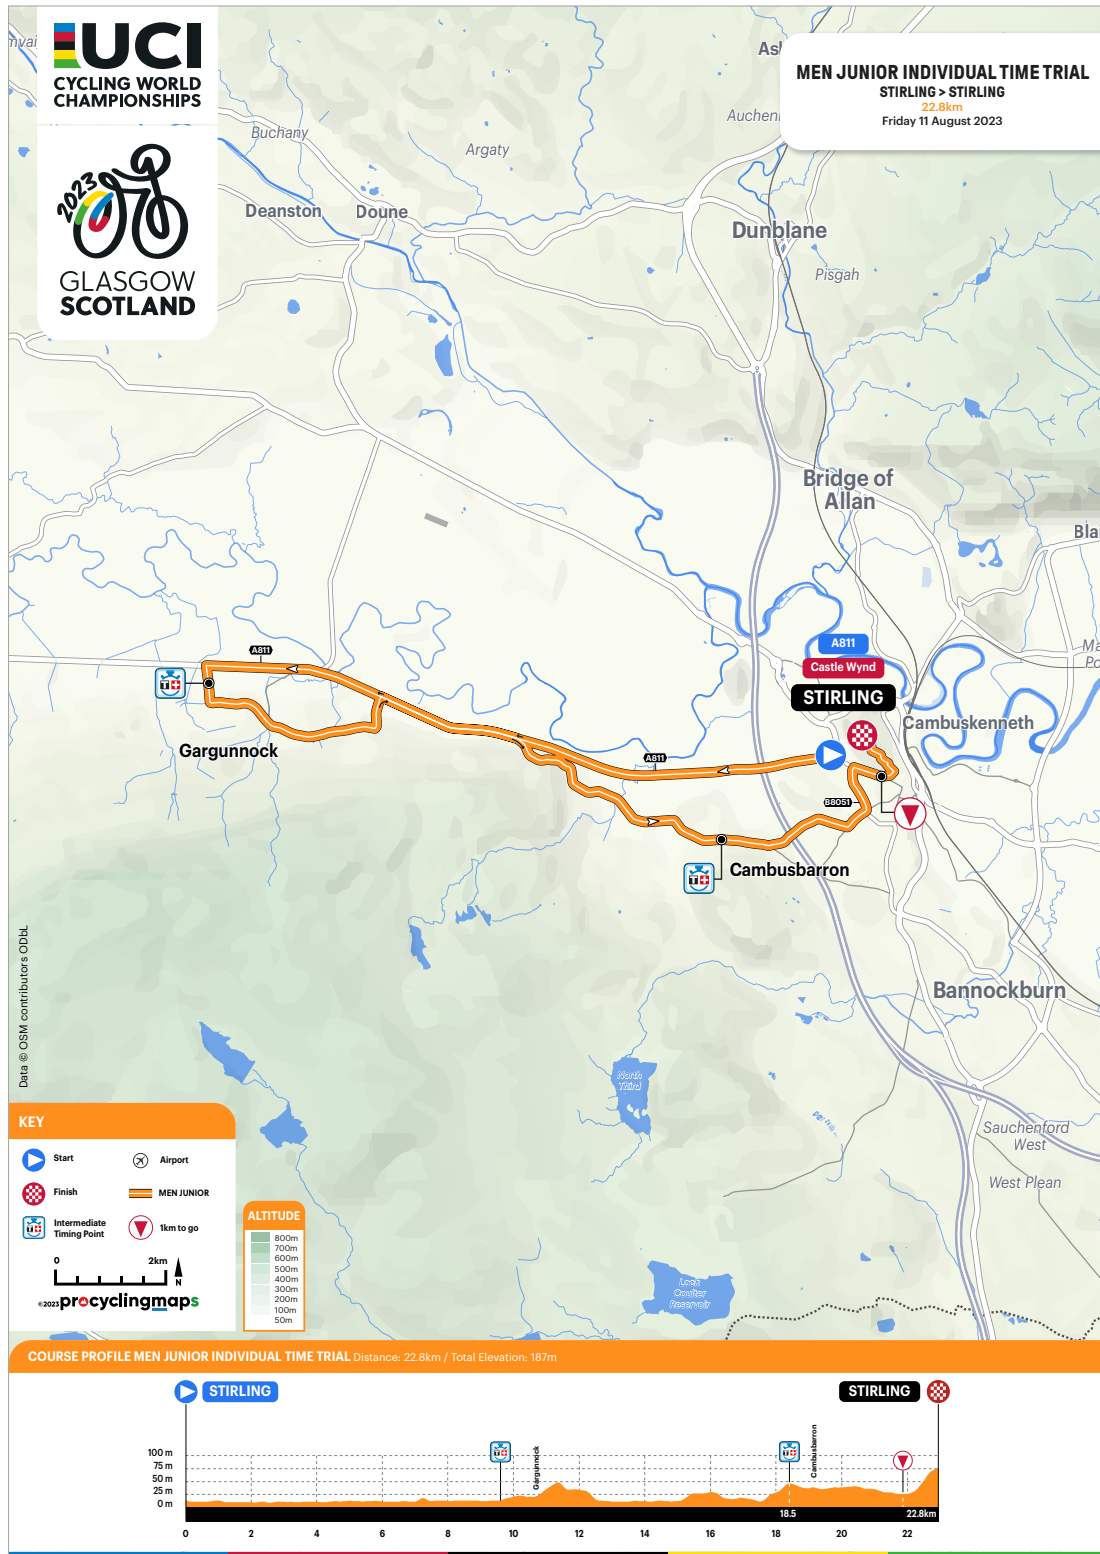 UCI
CYCLING WORLD
CHAMPIONSHIPS
2023
GLASGOW
SCOTLAND
MEN JUNIOR INDIVIDUAL TIME TRIAL
STIRLING > STIRLING
22.8km
Friday 11 August 2023
Buchany
Argaty
Deanston
Doune
Dunblane
Pisgah
Bridge of
Allan
A811
Castle Wynd
STIRLING
Cambuskenneth
A811
Gargunnock
A811
B8051
Cambusbarron
Bannockburn
North
Third
Sauchenford
West
West Plean
Loch
Coulter
Reservoir
Data © OSM contributors ODbL
KEY
Start
Airport
Finish
MEN JUNIOR
Intermediate
Timing Point
1km to go
0 2km
N
©2023 procyclingmaps
ALTITUDE
800m
700m
600m
500m
400m
300m
200m
100m
50m
COURSE PROFILE MEN JUNIOR INDIVIDUAL TIME TRIAL Distance: 22.8km / Total Elevation: 187m
STIRLING
STIRLING
Gargunnock
Cambusbarron
100 m
75 m
50 m
25 m
0 m
18.5
22.8km
0 2 4 6 8 10 12 14 16 18 20 22